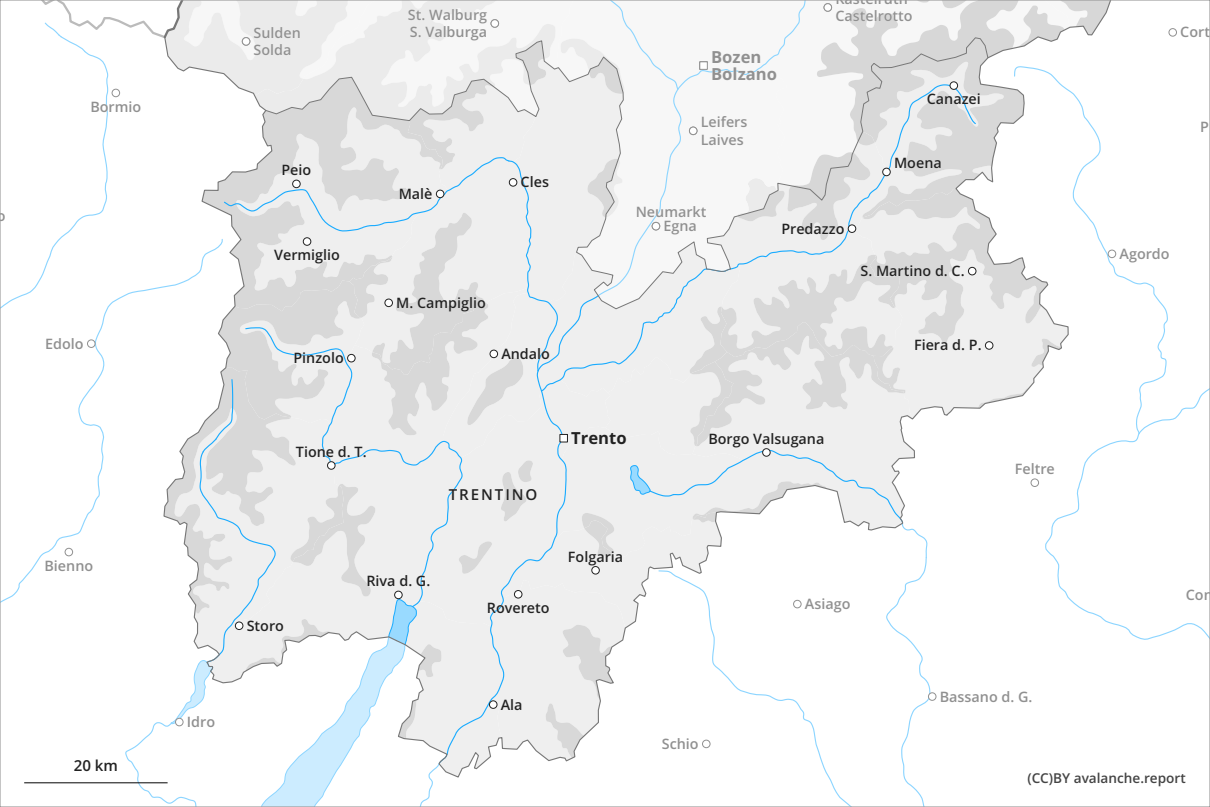 Kastelruth
Castelrotto
St. Walburg
S. Valburga
Sulden
Solda
Cort
Bozen
Bolzano
Bormio
Canazei
Leifers
Laives
P
Moena
Peio
Malè
Cles
Neumarkt
Egna
Predazzo
Vermiglio
Agordo
S. Martino d. C.
M. Campiglio
Edolo
Pinzolo
Andalo
Fiera d. P.
Trento
Borgo Valsugana
Tione d. T.
Feltre
TRENTINO
Bienno
Folgaria
Riva d. G.
Cor
Rovereto
Asiago
Storo
Bassano d. G.
Ala
Idro
Schio
20 km
(CC)BY avalanche.report